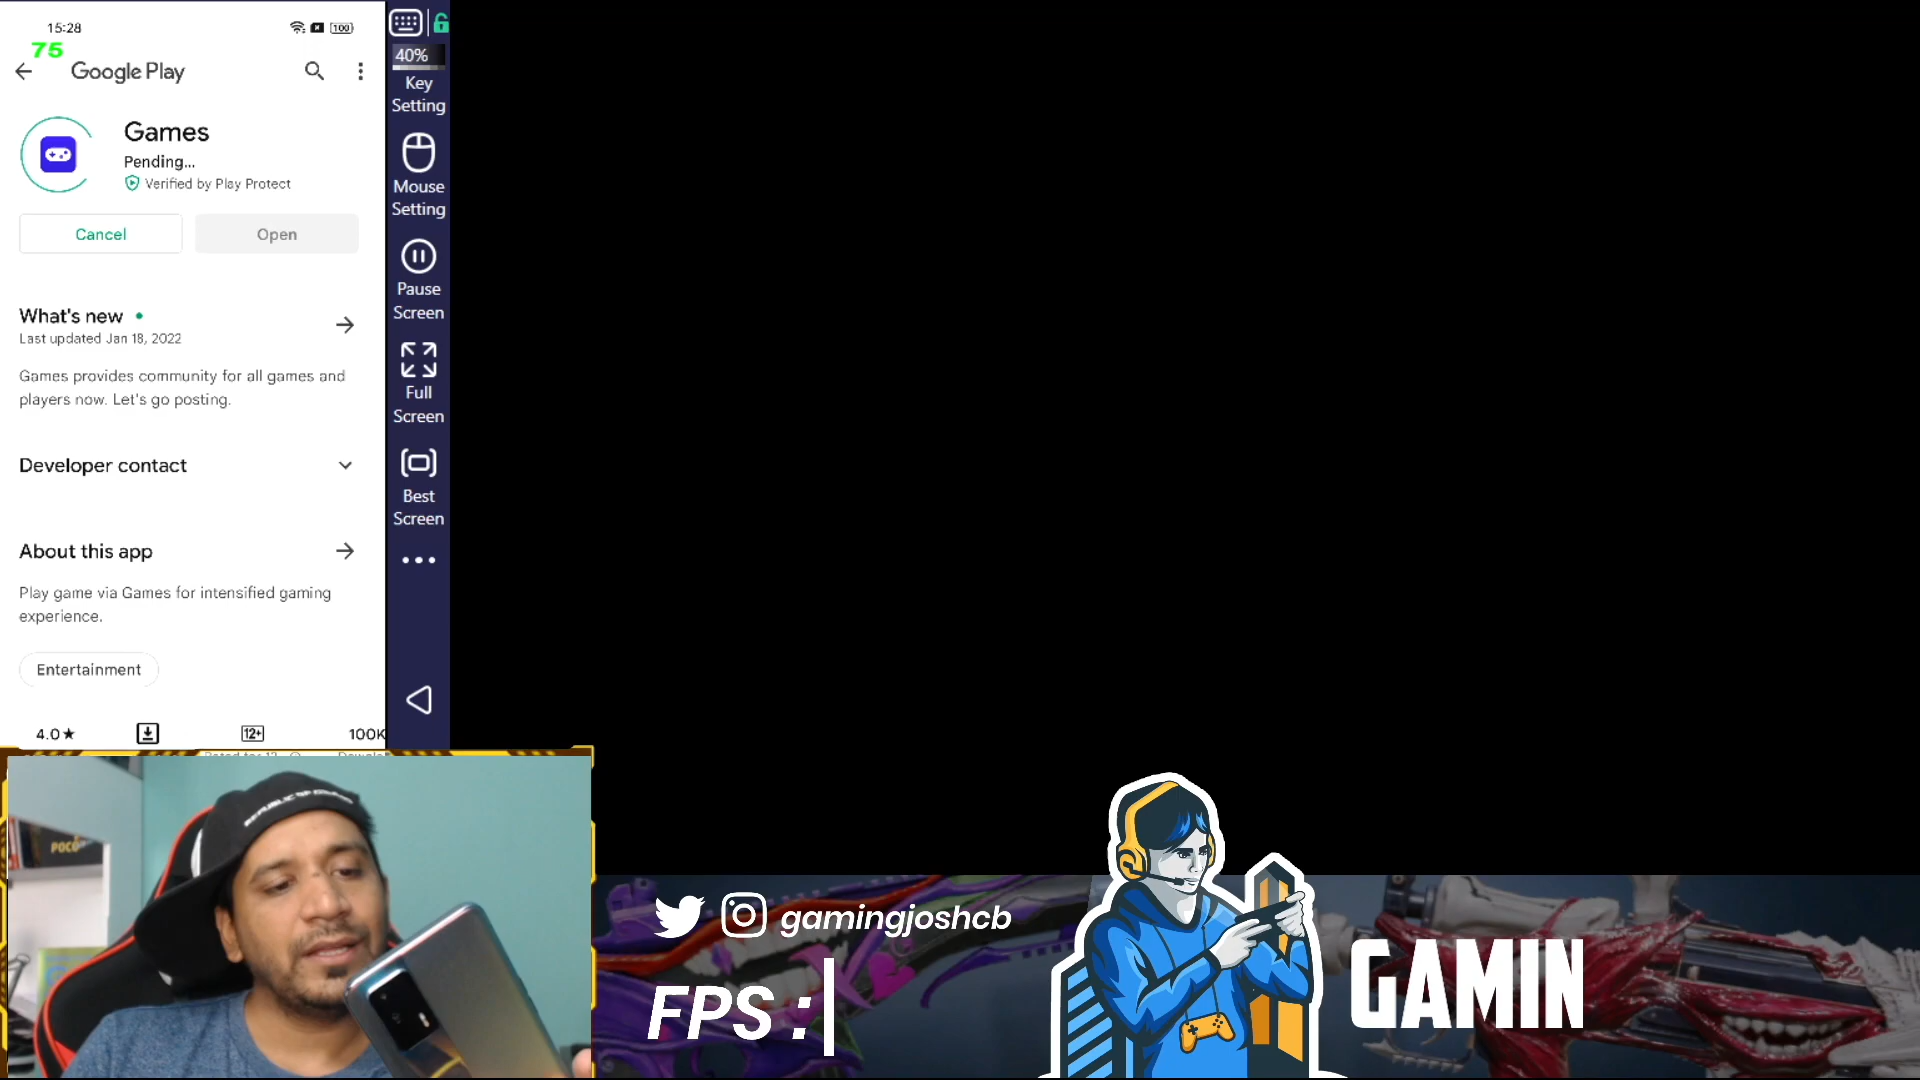 15:28
100
75
Google Play
Games
Pending...
Verified by Play Protect
Cancel
Open
What's new
Last updated Jan 18, 2022
Games provides community for all games and
players now. Let's go posting.
Developer contact
About this app
Play game via Games for intensified gaming
experience.
Entertainment
4.0★
12+
100K
40%
Key
Setting
Mouse
Setting
Pause
Screen
Full
Screen
Best
Screen
POCO
gamingjoshcb
FPS :
GAMIN